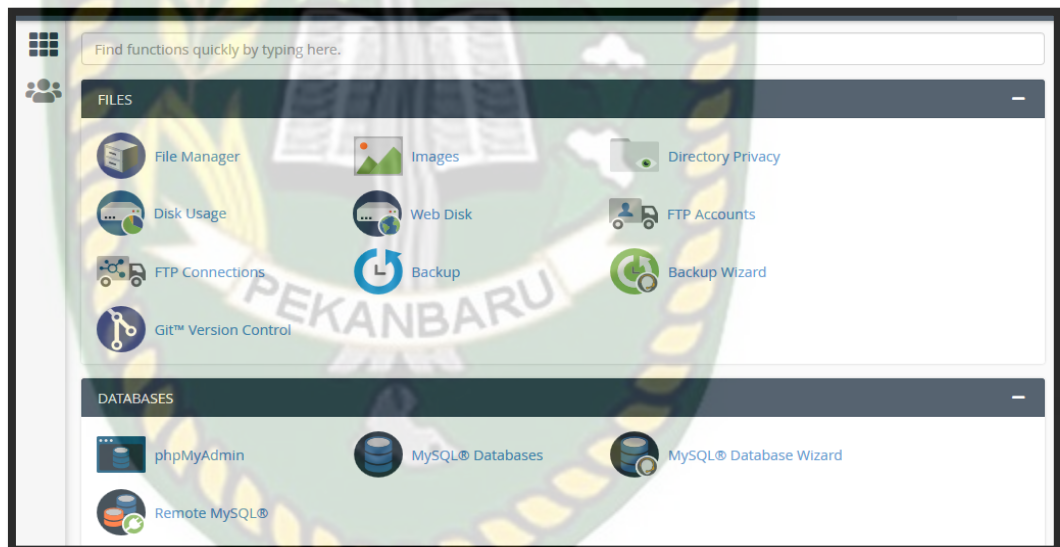 Find functions quickly by typing here.
FILES
File Manager
Images
Directory Privacy
Disk Usage
Web Disk
FTP Accounts
FTP Connections
Backup
Backup Wizard
Git™ Version Control
PEKANBARU
DATABASES
phpMyAdmin
MySQL® Databases
MySQL® Database Wizard
Remote MySQL®